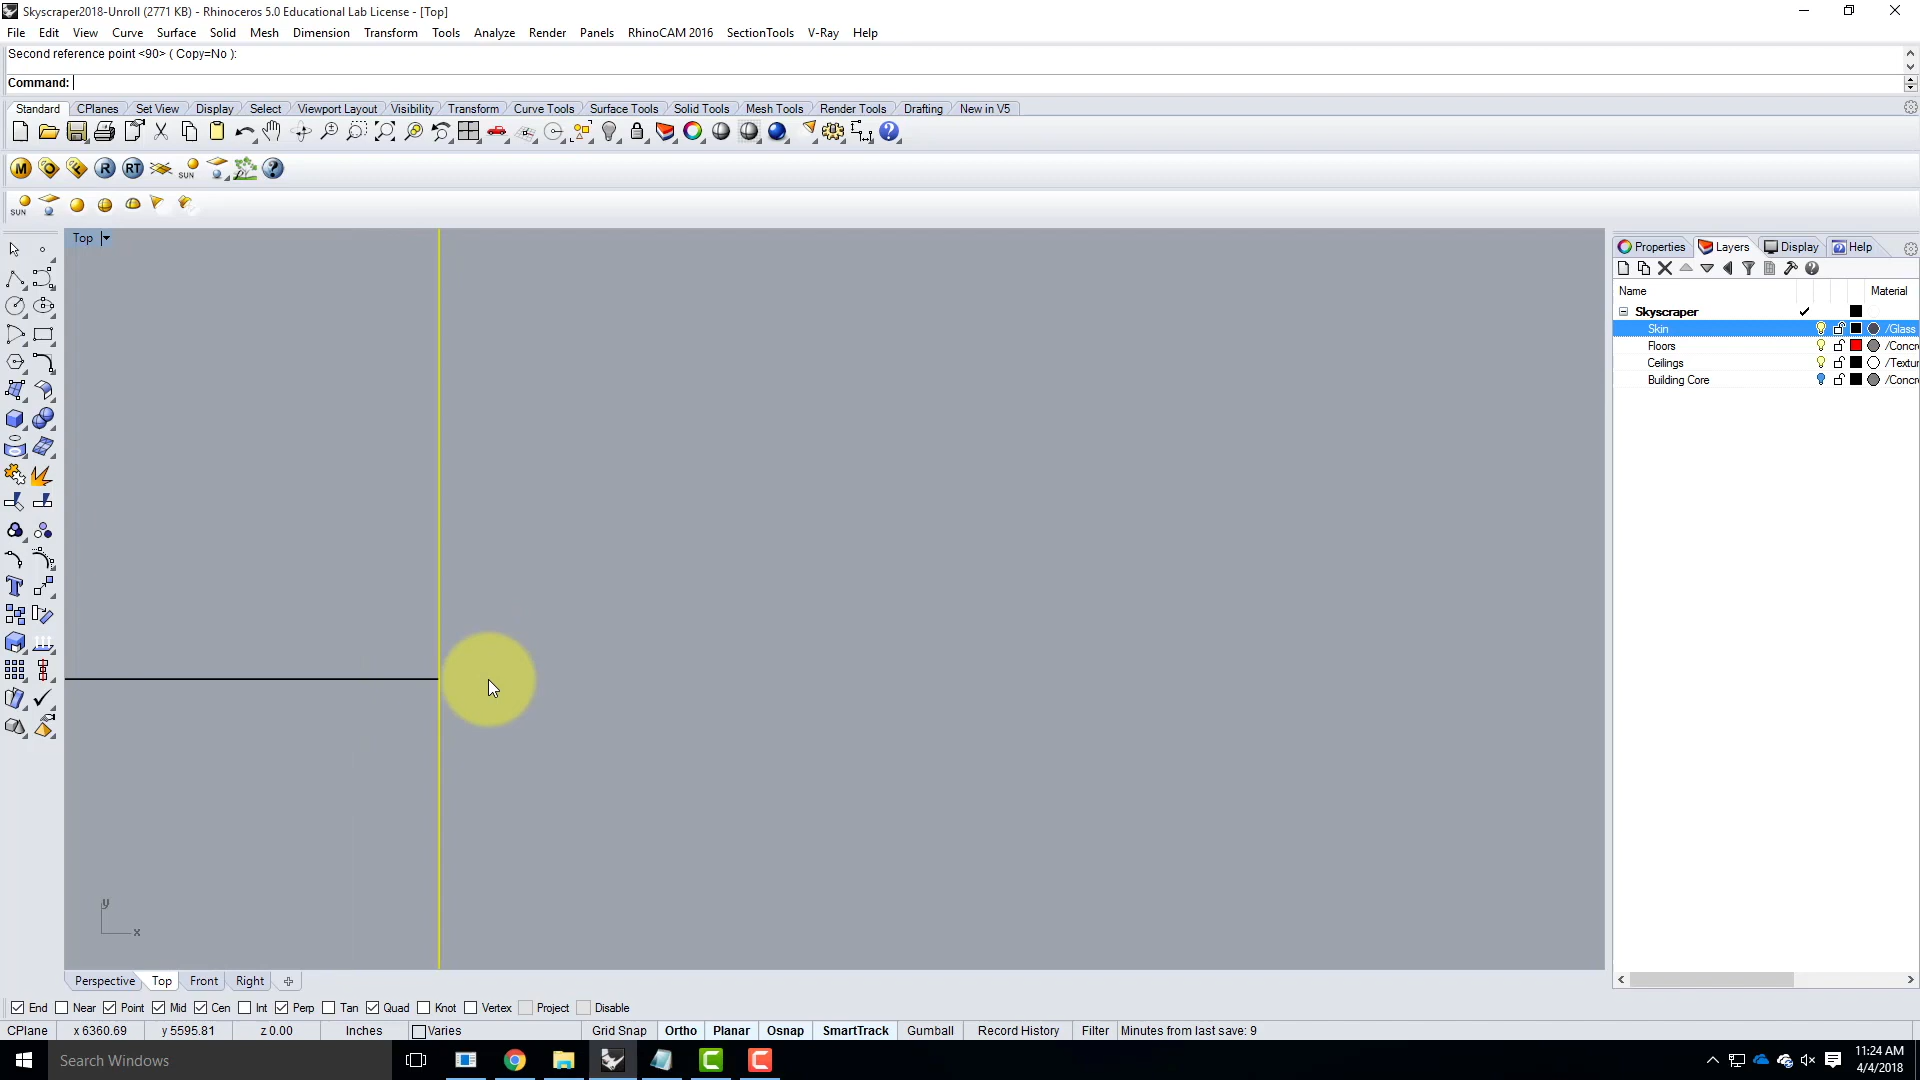 Skyscraper2018-Unroll (2771 KB) - Rhinoceros 5.0 Educational Lab License - [Top]
File Edit View Curve Surface Solid Mesh Dimension Transform Tools Analyze Render Panels RhinoCAM 2016 SectionTools V-Ray Help
Second reference point <90> ( Copy=No ):
Command:
Standard CPlanes Set View Display Select Viewport Layout Visibility Transform Curve Tools Surface Tools Solid Tools Mesh Tools Render Tools Drafting New in V5
M O F R RT SUN
SUN
Top
Properties Layers Display Help
Name Material
Skyscraper
Skin /Glass
Floors /Concr
Ceilings /Textur
Building Core /Concr
y
x
Perspective Top Front Right
End Near Point Mid Cen Int Perp Tan Quad Knot Vertex Project Disable
CPlane x 6360.69 y 5595.81 z 0.00 Inches Varies Grid Snap Ortho Planar Osnap SmartTrack Gumball Record History Filter Minutes from last save: 9
Search Windows
11:24 AM
4/4/2018